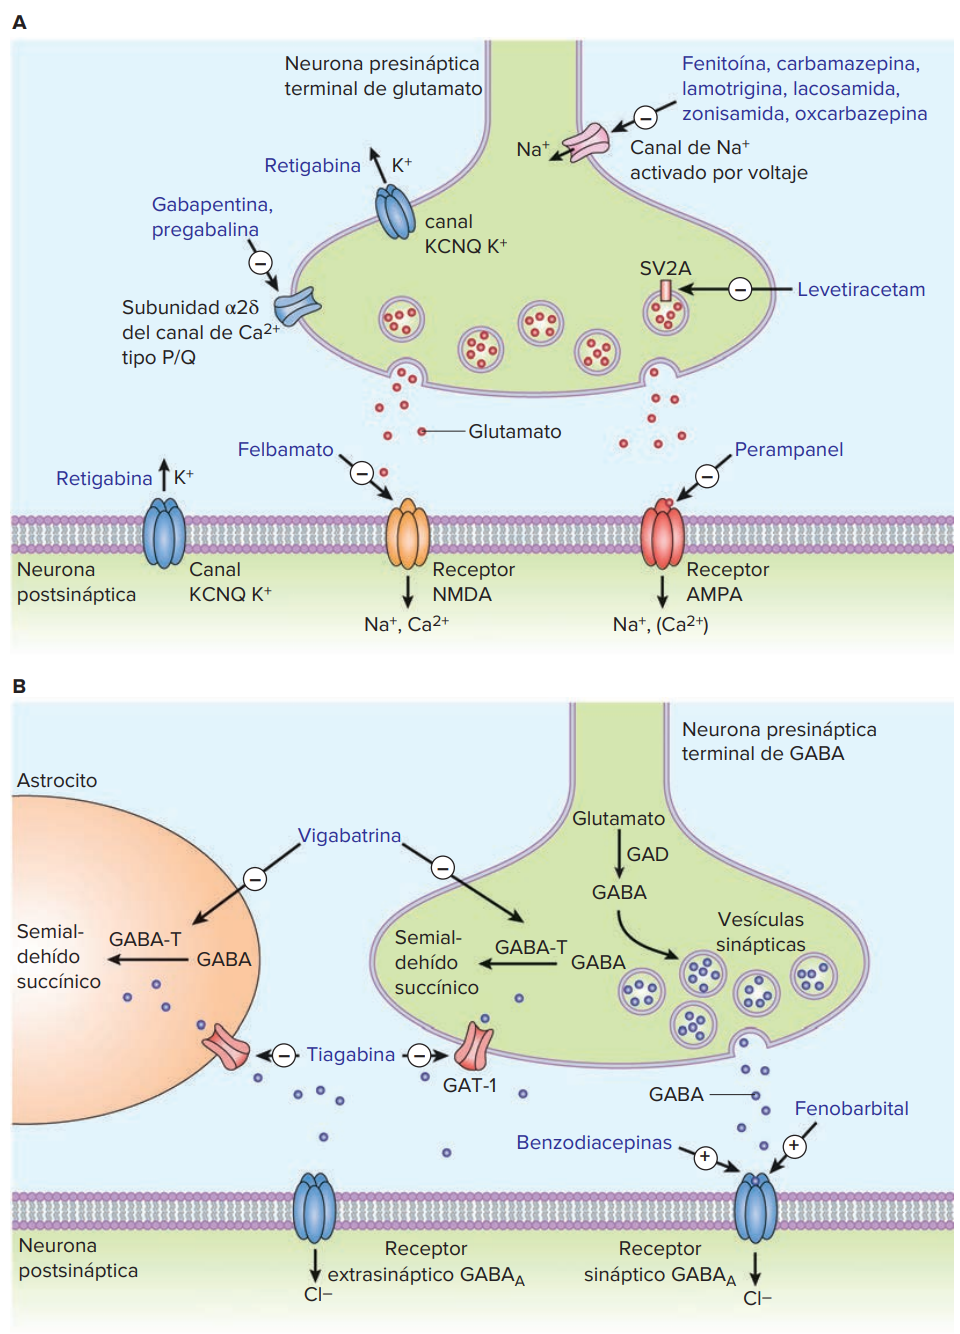 A
Neurona presináptica
terminal de glutamato
Fenitoína, carbamazepina,
lamotrigina, lacosamida,
zonisamida, oxcarbazepina
−
Na⁺
Canal de Na⁺
activado por voltaje
Retigabina
K⁺
Gabapentina,
pregabalina
−
canal
KCNQ K⁺
SV2A
−
Levetiracetam
Subunidad α2δ
del canal de Ca²⁺
tipo P/Q
Glutamato
Felbamato
−
Perampanel
−
Retigabina
K⁺
Neurona
postsináptica
Canal
KCNQ K⁺
Receptor
NMDA
Receptor
AMPA
Na⁺, Ca²⁺
Na⁺, (Ca²⁺)
B
Neurona presináptica
terminal de GABA
Astrocito
Vigabatrina
−
−
Glutamato
GAD
GABA
Vesículas
sinápticas
Semial-
dehído
succínico
GABA-T
GABA
Semial-
dehído
succínico
GABA-T
GABA
−
Tiagabina
−
GAT-1
GABA
Fenobarbital
+
Benzodiacepinas
+
Neurona
postsináptica
Receptor
extrasináptico GABA_A
Receptor
sináptico GABA_A
Cl−
Cl−